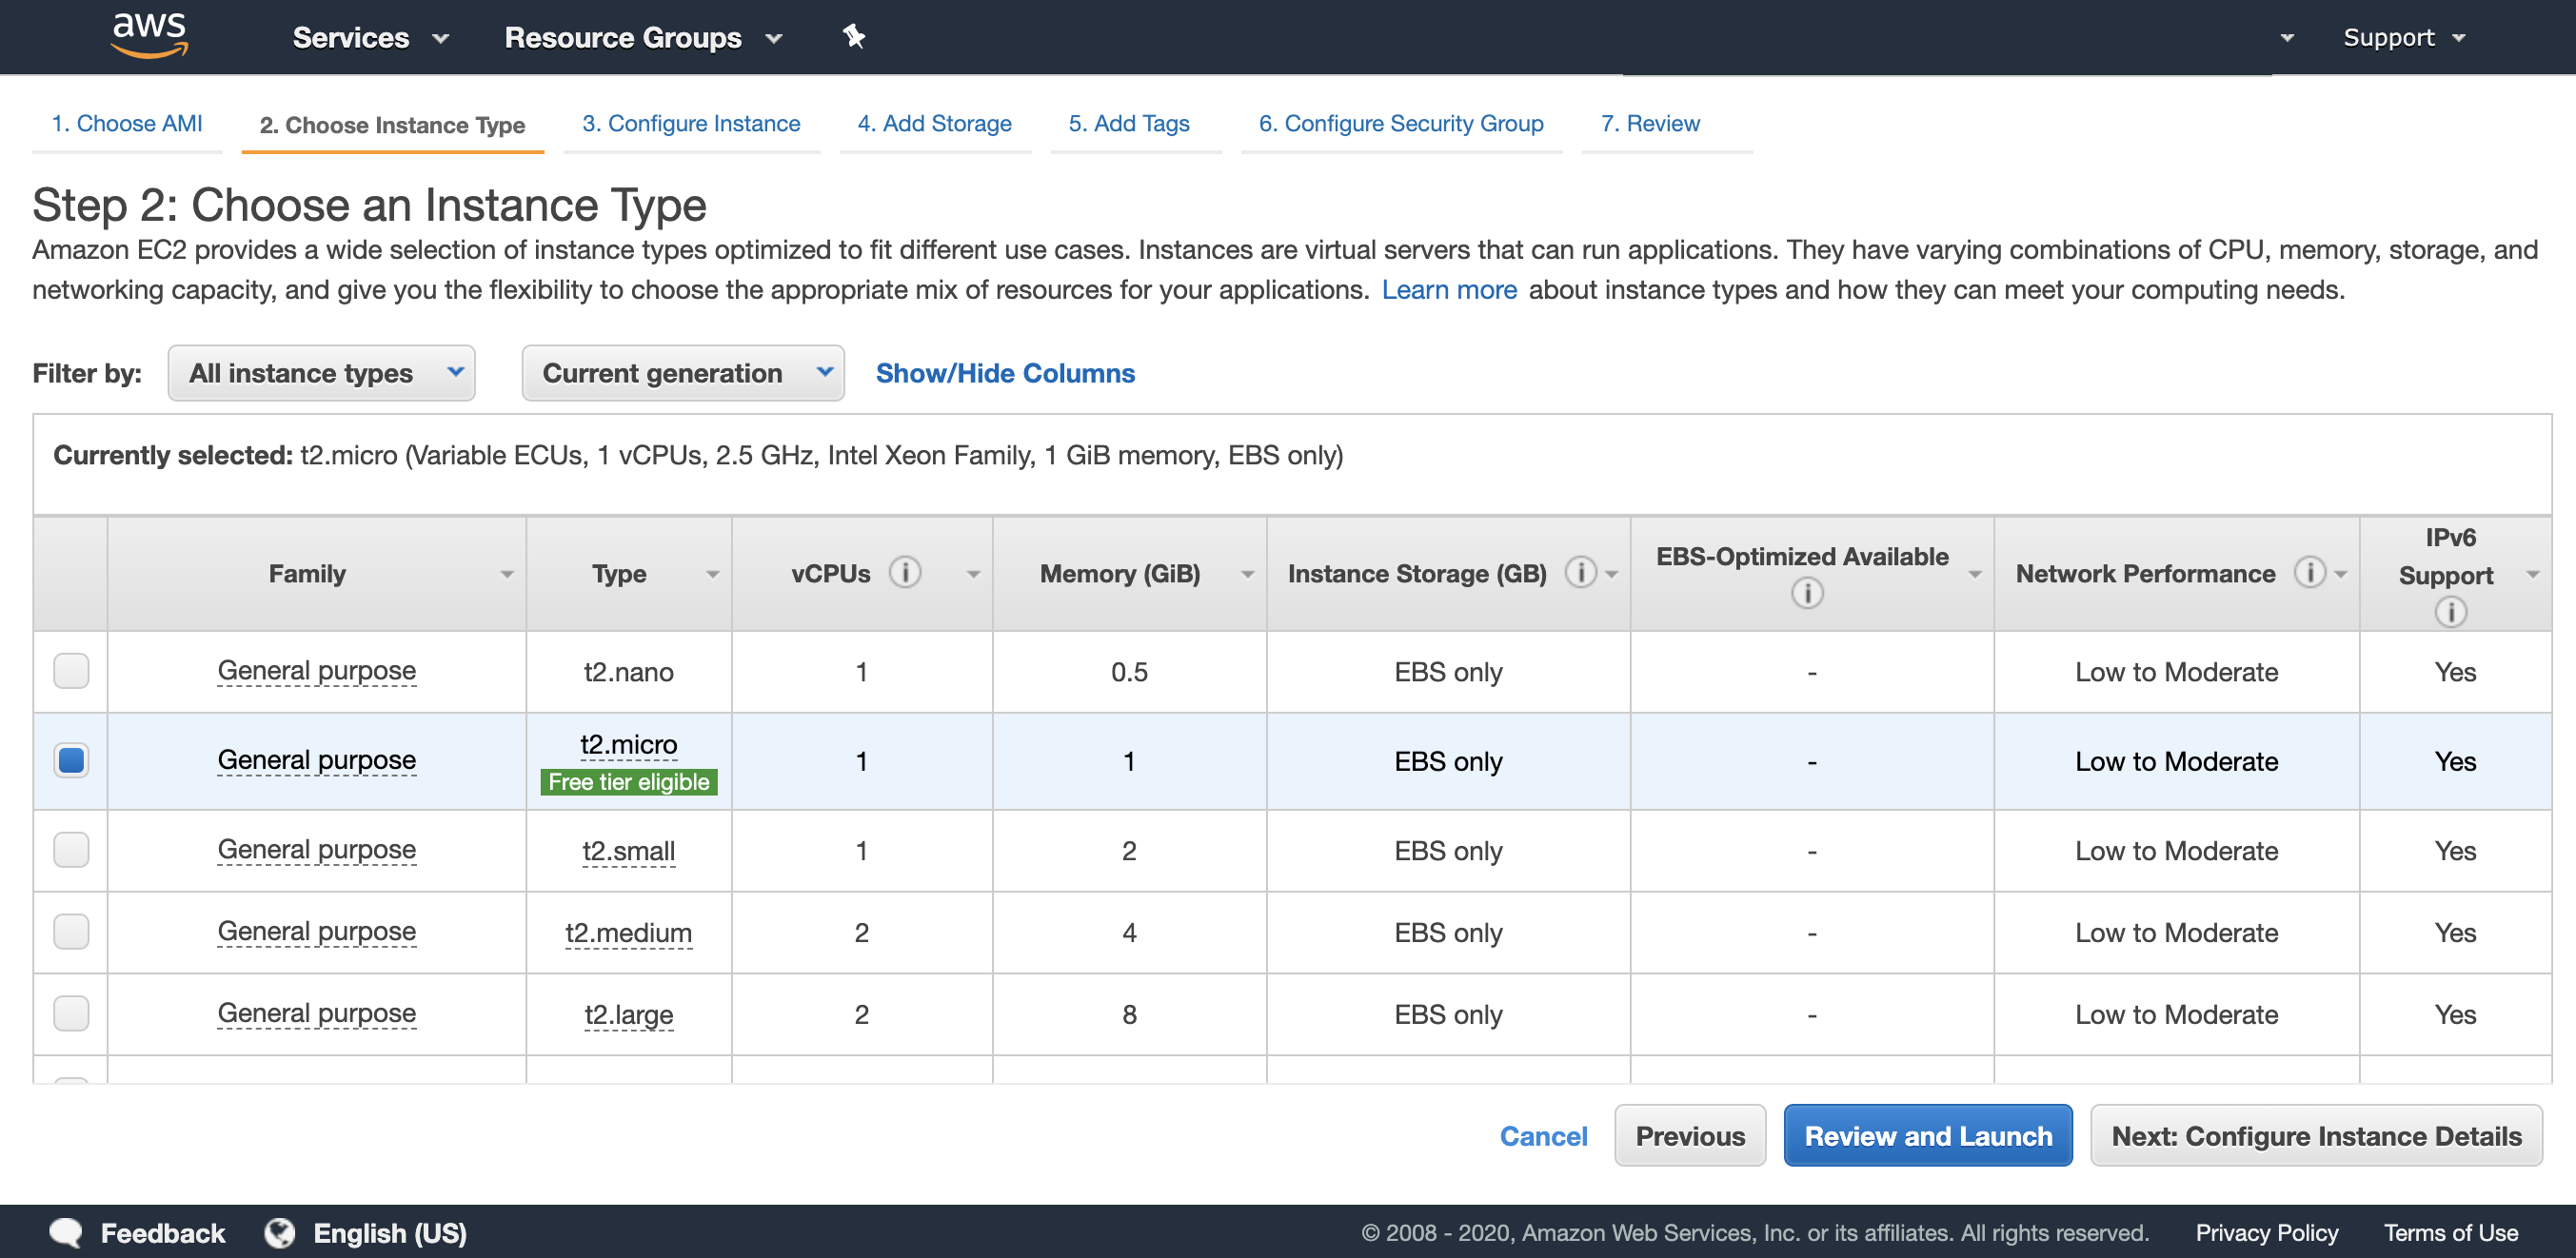 aws Services Resource Groups Support
1. Choose AMI 2. Choose Instance Type 3. Configure Instance 4. Add Storage 5. Add Tags 6. Configure Security Group 7. Review
Step 2: Choose an Instance Type
Amazon EC2 provides a wide selection of instance types optimized to fit different use cases. Instances are virtual servers that can run applications. They have varying combinations of CPU, memory, storage, and
networking capacity, and give you the flexibility to choose the appropriate mix of resources for your applications. Learn more about instance types and how they can meet your computing needs.
Filter by: All instance types Current generation Show/Hide Columns
Currently selected: t2.micro (Variable ECUs, 1 vCPUs, 2.5 GHz, Intel Xeon Family, 1 GiB memory, EBS only)
Family Type vCPUs i Memory (GiB) Instance Storage (GB) i EBS-Optimized Available i Network Performance i IPv6 Support i
General purpose t2.nano 1 0.5 EBS only - Low to Moderate Yes
General purpose t2.micro Free tier eligible 1 1 EBS only - Low to Moderate Yes
General purpose t2.small 1 2 EBS only - Low to Moderate Yes
General purpose t2.medium 2 4 EBS only - Low to Moderate Yes
General purpose t2.large 2 8 EBS only - Low to Moderate Yes
Cancel Previous Review and Launch Next: Configure Instance Details
Feedback English (US) © 2008 - 2020, Amazon Web Services, Inc. or its affiliates. All rights reserved. Privacy Policy Terms of Use